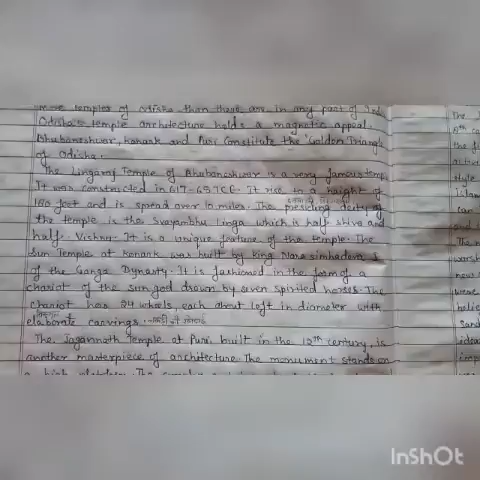 more temples of Odisha than there are in any part of
Odisha's temple architecture holds a magnetic appeal
Bhubaneshwar, Konark and Puri constitute the 'Golden Triangle
of Odisha.
The Lingaraj Temple of Bhubaneshwar is a very famous temple
It was constructed in 617-657CE. It rises to a height of
180 feet and is spread over 10 miles. The presiding deity of
the temple is the Svayambhu Linga which is half shiva and
half Vishnu. It is a unique feature of this temple. The
Sun Temple at Konark was built by King Narasimhadeva I
of the Ganga Dynasty. It is fashioned in the form of a
chariot of the sun god drawn by seven spirited horses. The
chariot has 24 wheels, each about 10ft in diameter with
elaborate carvings.
The Jagannath Temple at Puri, built in the 12th century, is
another masterpiece of architecture. The monument stands on
InShOt